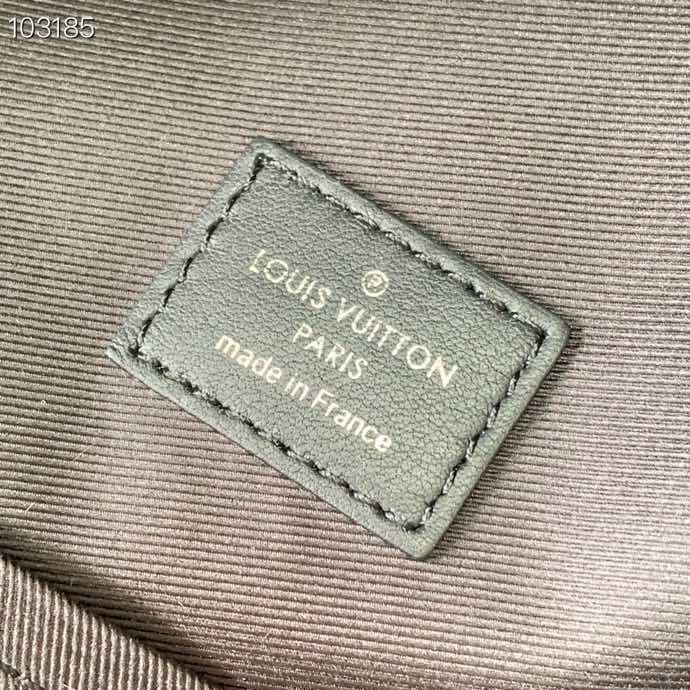 103185
LOUIS VUITTON
PARIS
made in France